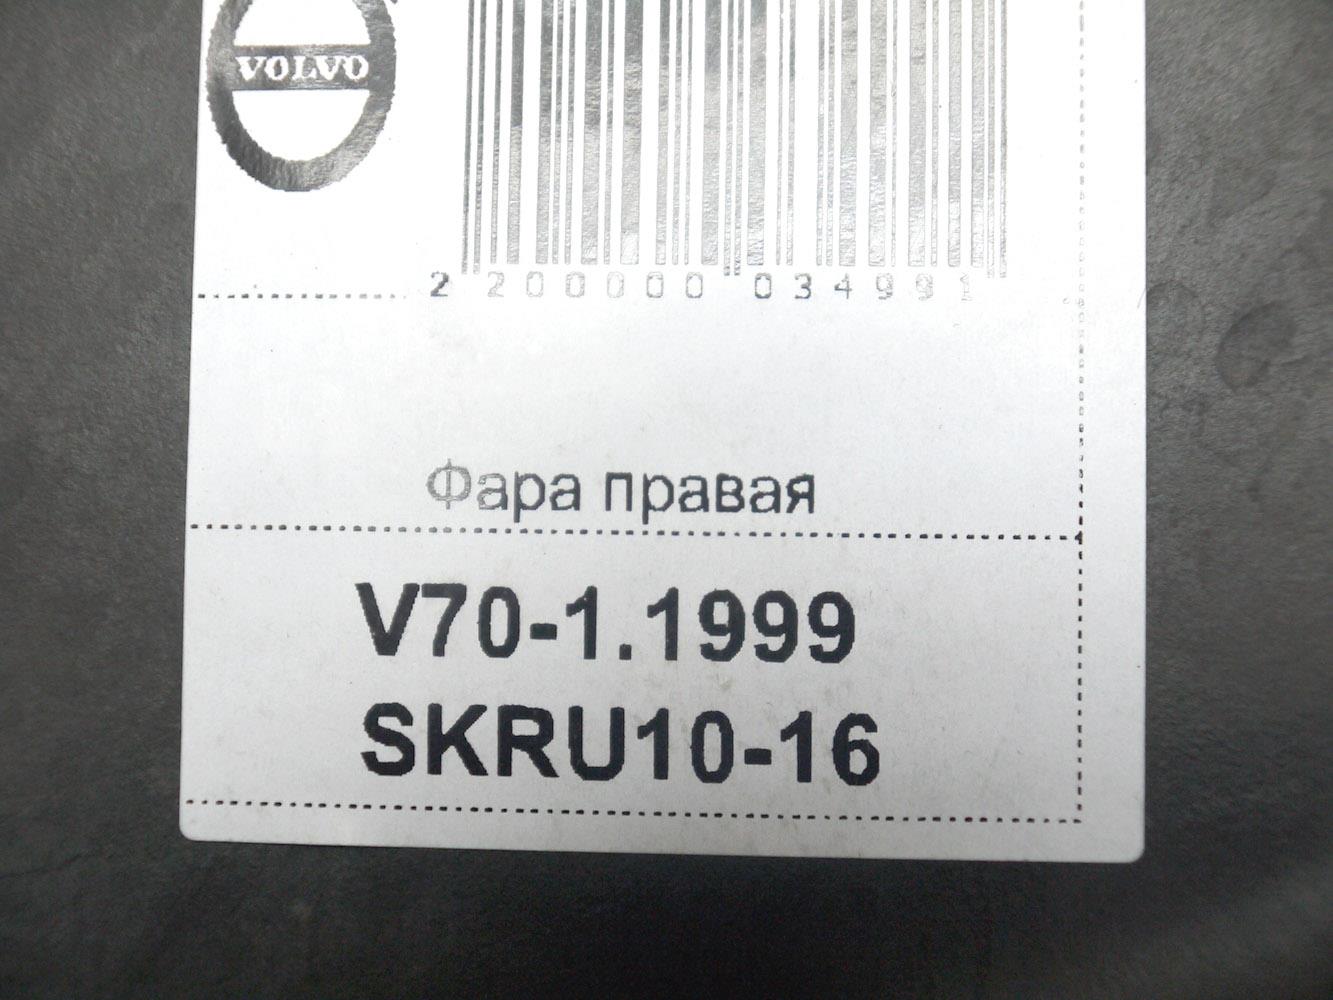 VOLVO
2 200000 034991
Фара правая
V70-1.1999
SKRU10-16